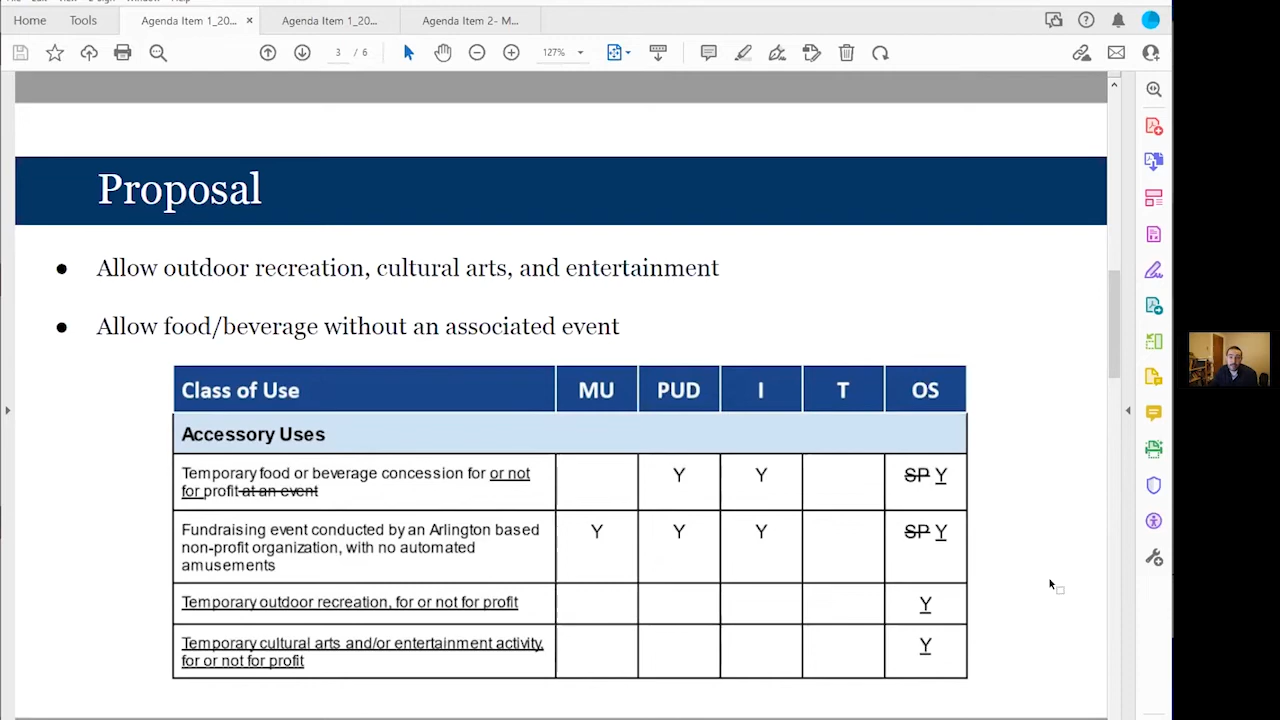 Home Tools Agenda Item 1_20... × Agenda Item 1_20... Agenda Item 2- M...
3 / 6 127%
Proposal
● Allow outdoor recreation, cultural arts, and entertainment
● Allow food/beverage without an associated event
Class of Use MU PUD I T OS
Accessory Uses
Temporary food or beverage concession for or not
for profit at an event Y Y SP Y
Fundraising event conducted by an Arlington based
non-profit organization, with no automated
amusements Y Y Y SP Y
Temporary outdoor recreation, for or not for profit Y
Temporary cultural arts and/or entertainment activity,
for or not for profit Y